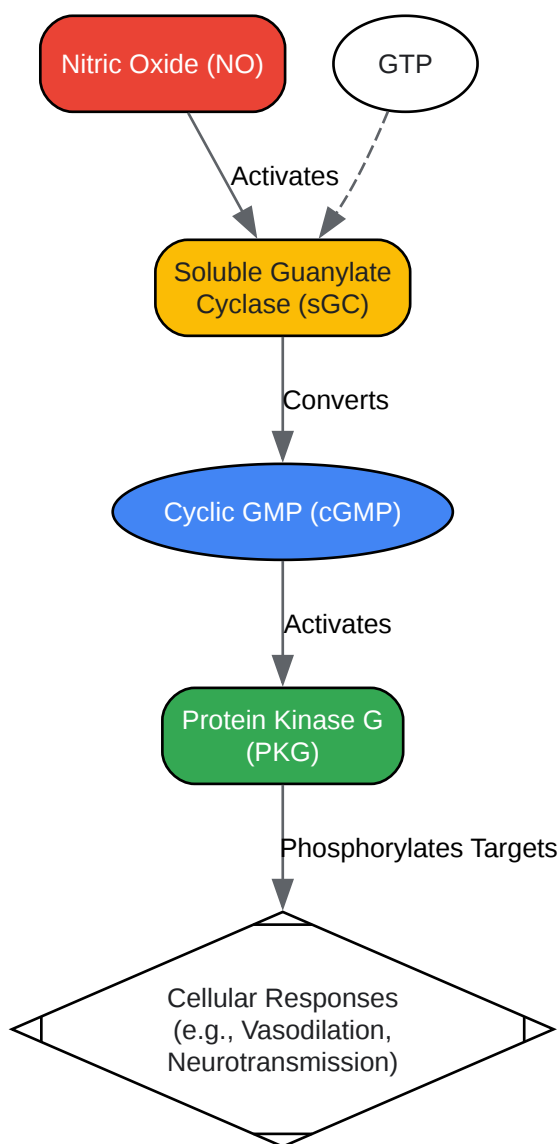 Nitric Oxide (NO)
GTP
Activates
Soluble Guanylate
Cyclase (sGC)
Converts
Cyclic GMP (cGMP)
Activates
Protein Kinase G
(PKG)
Phosphorylates Targets
Cellular Responses
(e.g., Vasodilation,
Neurotransmission)